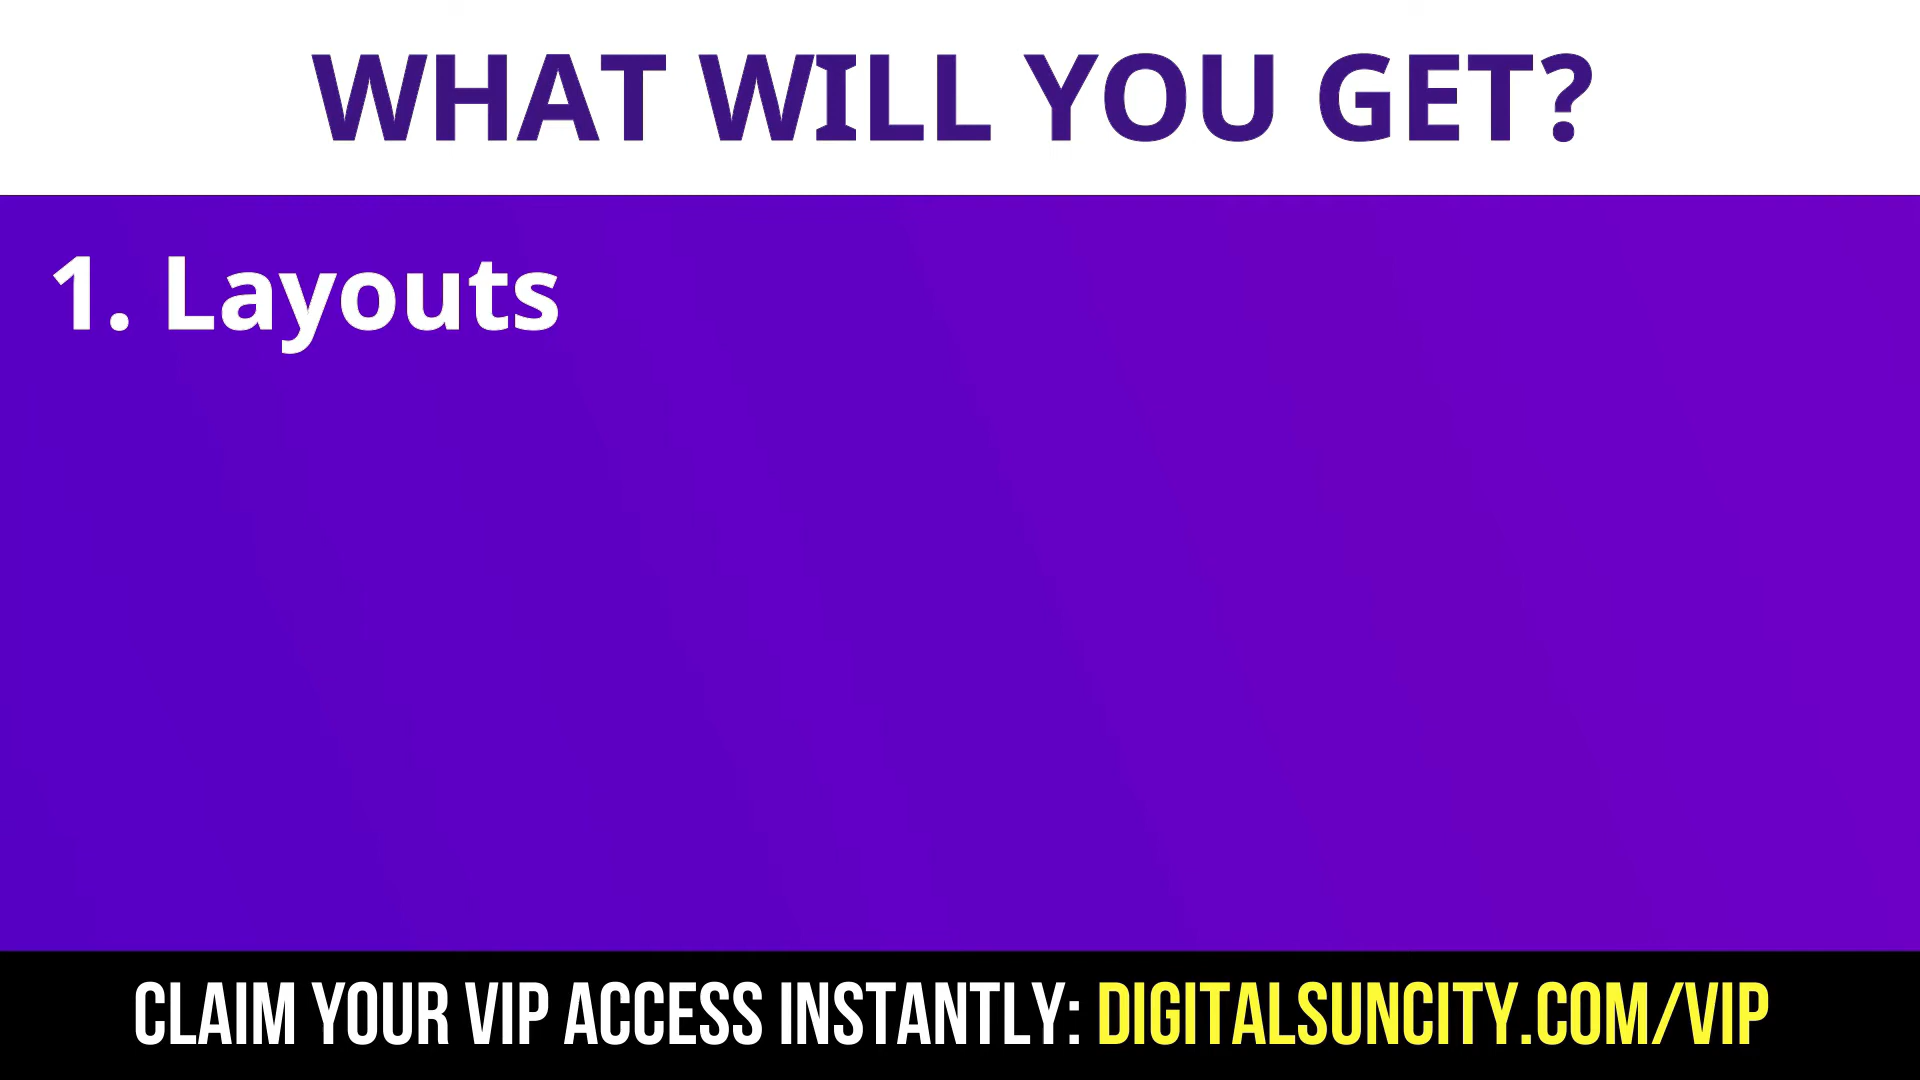 WHAT WILL YOU GET?
1. Layouts
CLAIM YOUR VIP ACCESS INSTANTLY: DIGITALSUNCITY.COM/VIP